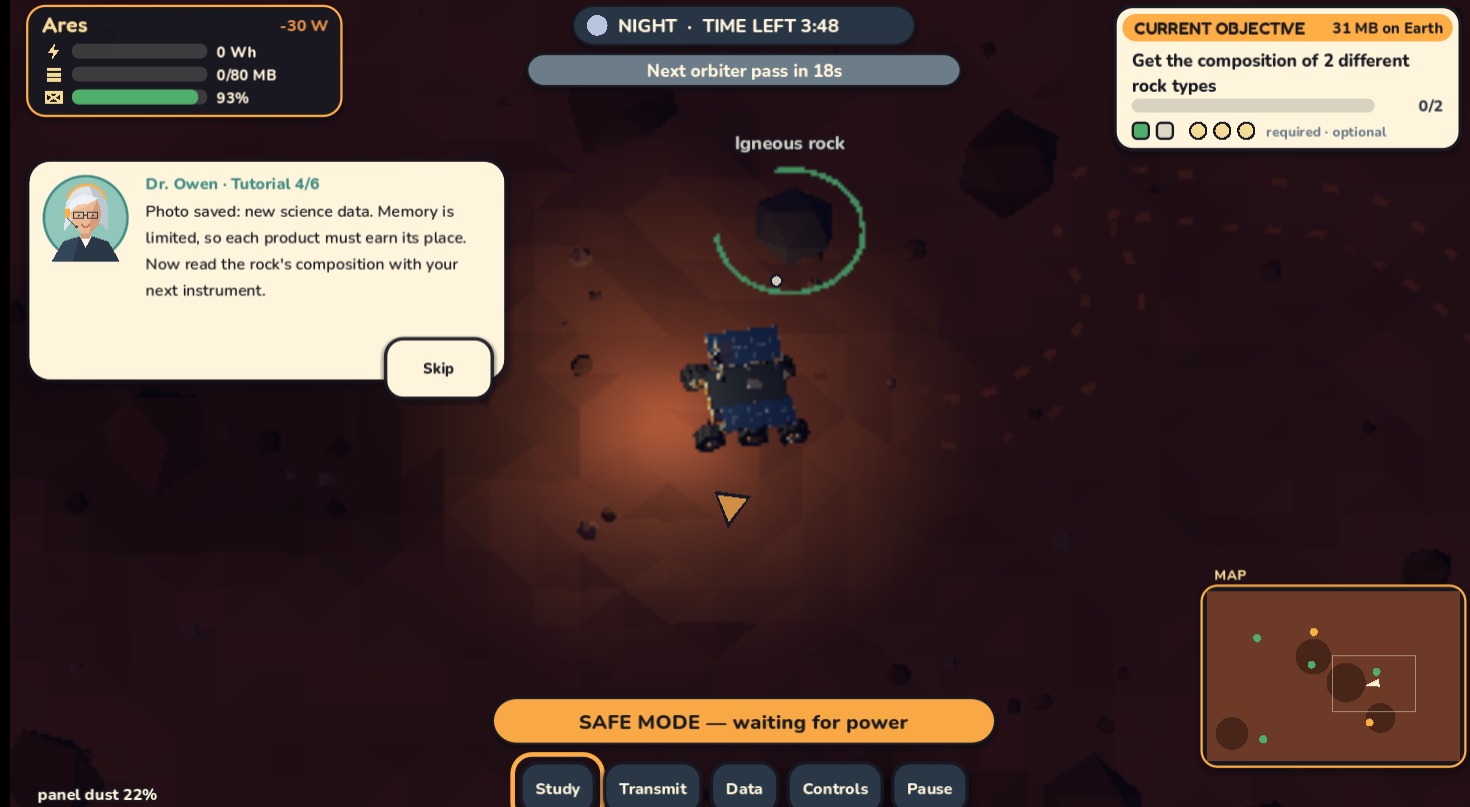 Ares
-30 W
0 Wh
0/80 MB
93%
NIGHT · TIME LEFT 3:48
Next orbiter pass in 18s
CURRENT OBJECTIVE 31 MB on Earth
Get the composition of 2 different
rock types
0/2
required · optional
Igneous rock
Dr. Owen · Tutorial 4/6
Photo saved: new science data. Memory is
limited, so each product must earn its place.
Now read the rock's composition with your
next instrument.
Skip
MAP
SAFE MODE — waiting for power
Study
Transmit
Data
Controls
Pause
panel dust 22%